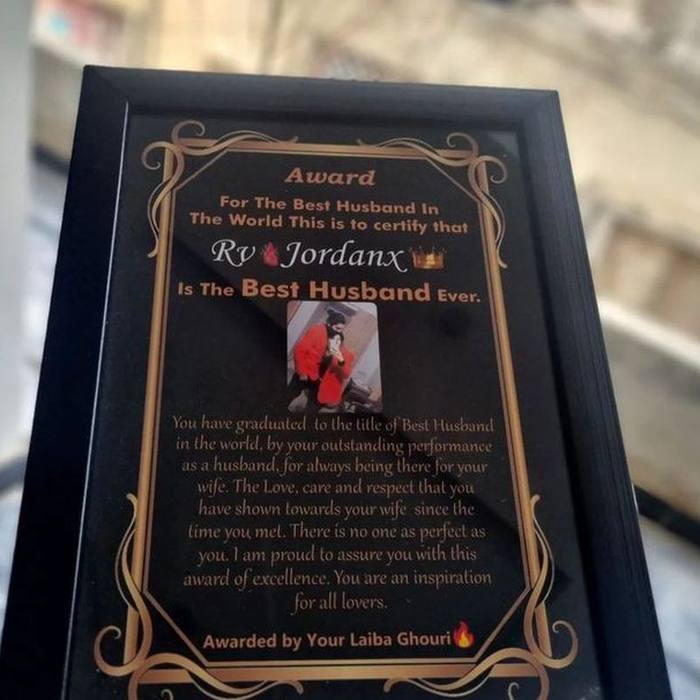 Award
For The Best Husband In
The World This is to certify that
Rv🔥Jordanx👑
Is The Best Husband Ever.
You have graduated to the title of Best Husband
in the world, by your outstanding performance
as a husband, for always being there for your
wife. The Love, care and respect that you
have shown towards your wife since the
time you met. There is no one as perfect as
you. I am proud to assure you with this
award of excellence. You are an inspiration
for all lovers.
Awarded by Your Laiba Ghouri🔥